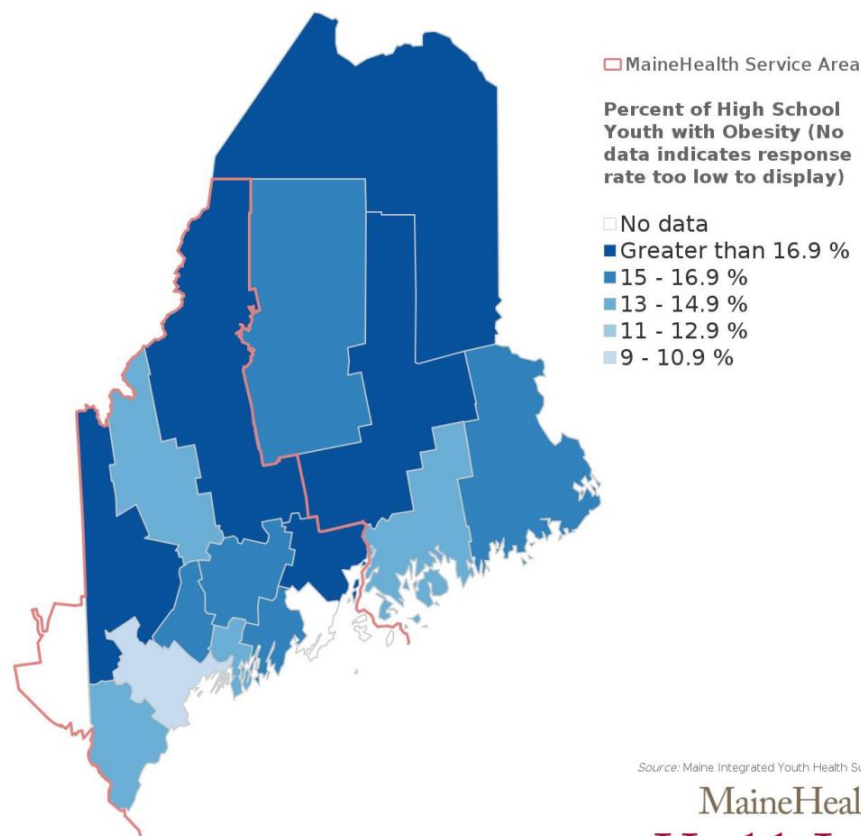 MaineHealth Service Area
Percent of High School
Youth with Obesity (No
data indicates response
rate too low to display)
No data
Greater than 16.9 %
15 - 16.9 %
13 - 14.9 %
11 - 12.9 %
9 - 10.9 %
Source: Maine Integrated Youth Health Su
MaineHeal